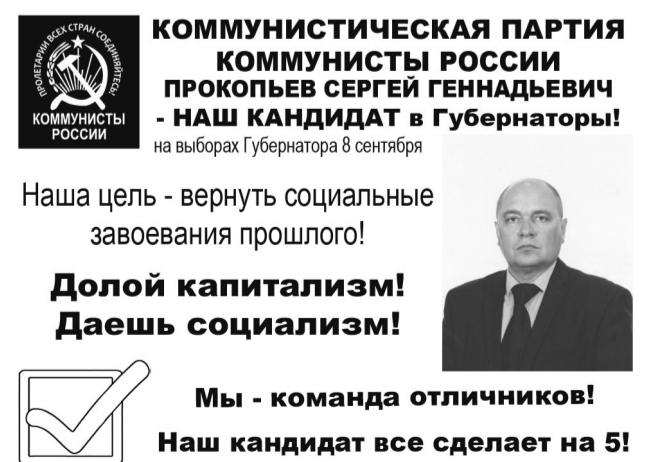 ПРОЛЕТАРИИ ВСЕХ СТРАН СОЕДИНЯЙТЕСЬ!
КОММУНИСТЫ
РОССИИ
КОММУНИСТИЧЕСКАЯ ПАРТИЯ
КОММУНИСТЫ РОССИИ
ПРОКОПЬЕВ СЕРГЕЙ ГЕННАДЬЕВИЧ
- НАШ КАНДИДАТ в Губернаторы!
на выборах Губернатора 8 сентября
Наша цель - вернуть социальные
завоевания прошлого!
Долой капитализм!
Даешь социализм!
Мы - команда отличников!
Наш кандидат все сделает на 5!